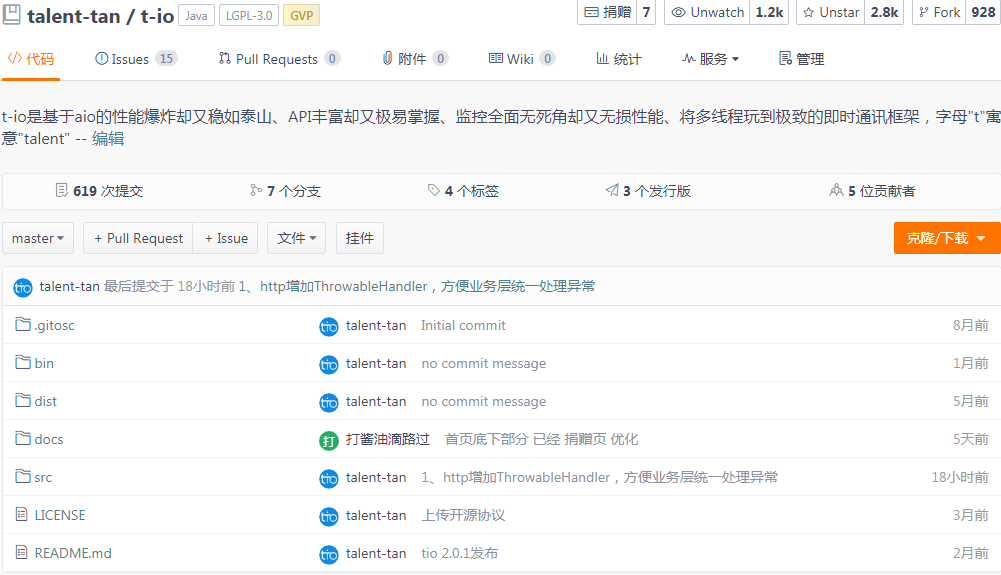 talent-tan / t-io Java LGPL-3.0 GVP 捐赠 7 Unwatch 1.2k Unstar 2.8k Fork 928
代码 Issues 15 Pull Requests 0 附件 0 Wiki 0 统计 服务 管理
t-io是基于aio的性能爆炸却又稳如泰山、API丰富却又极易掌握、监控全面无死角却又无损性能、将多线程玩到极致的即时通讯框架，字母"t"寓
意"talent" -- 编辑
619 次提交 7 个分支 4 个标签 3 个发行版 5 位贡献者
master + Pull Request + Issue 文件 挂件 克隆/下载
tio talent-tan 最后提交于 18小时前 1、http增加ThrowableHandler，方便业务层统一处理异常
.gitosc tio talent-tan Initial commit 8月前
bin tio talent-tan no commit message 1月前
dist tio talent-tan no commit message 5月前
docs 打 打酱油滴路过 首页底下部分 已经 捐赠页 优化 5天前
src tio talent-tan 1、http增加ThrowableHandler，方便业务层统一处理异常 18小时前
LICENSE tio talent-tan 上传开源协议 3月前
README.md tio talent-tan tio 2.0.1发布 2月前